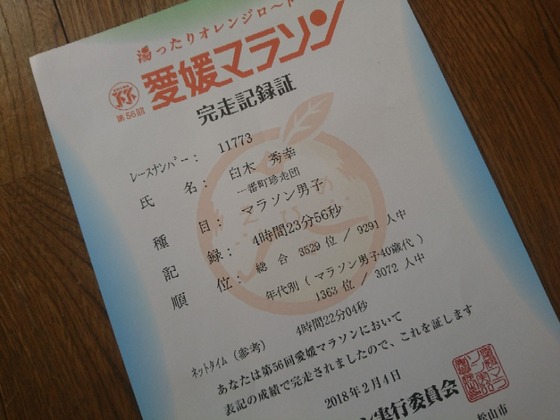 湯ったりオレンジロ～ド
愛媛マラソン
第56回
完走記録証
レースナンバー： 11773
氏 名： 白木 秀幸
一番町珍走団
種 目： マラソン男子
記 録： 4時間23分56秒
順 位： 総合 3529 位 / 9291 人中
年代別 ( マラソン男子40歳代 )
1363 位 / 3072 人中
ネットタイム (参考) 4時間22分04秒
あなたは第56回愛媛マラソンにおいて
表記の成績で完走されましたので、これを証します
2018年2月4日
ン実行委員会
松山市